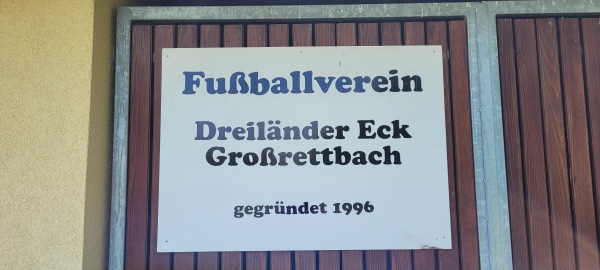 Fußballverein
Dreiländer Eck
Großrettbach
gegründet 1996